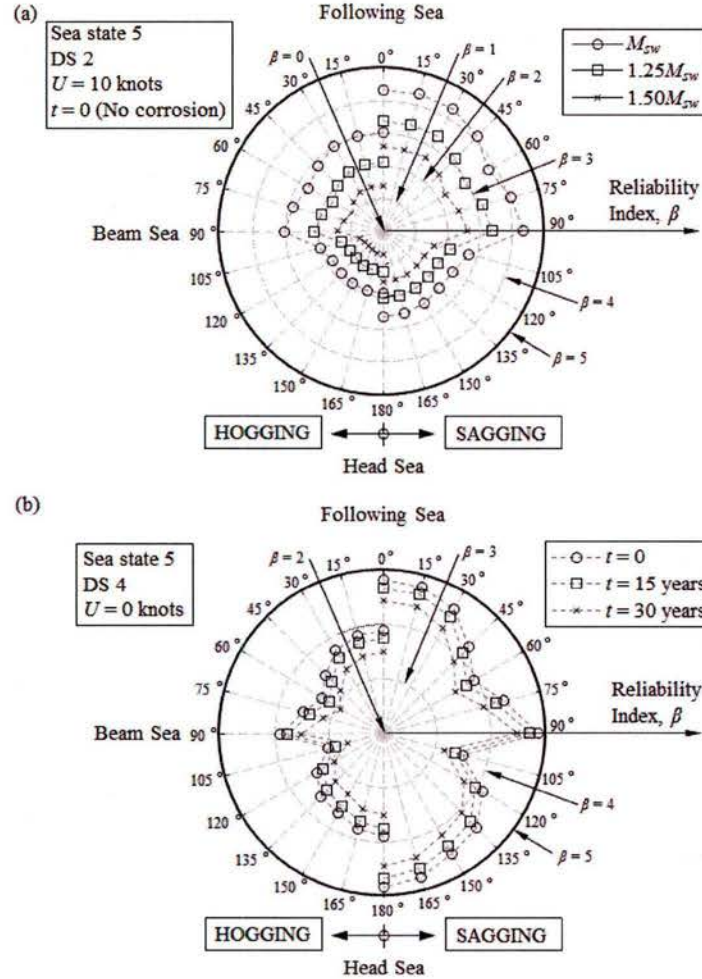 (a)
Following Sea
Sea state 5
DS 2
U = 10 knots
t = 0 (No corrosion)
β = 0
β = 1
β = 2
β = 3
β = 4
β = 5
M_sw
1.25M_sw
1.50M_sw
0°
15°
30°
45°
60°
75°
90°
105°
120°
135°
150°
165°
180°
15°
30°
45°
60°
75°
Beam Sea 90°
105°
120°
135°
150°
165°
Reliability
Index, β
HOGGING
SAGGING
Head Sea
(b)
Following Sea
Sea state 5
DS 4
U = 0 knots
β = 2
β = 3
β = 4
β = 5
t = 0
t = 15 years
t = 30 years
0°
15°
30°
45°
60°
75°
90°
105°
120°
135°
150°
165°
180°
15°
30°
45°
60°
75°
Beam Sea 90°
105°
120°
135°
150°
165°
Reliability
Index, β
HOGGING
SAGGING
Head Sea